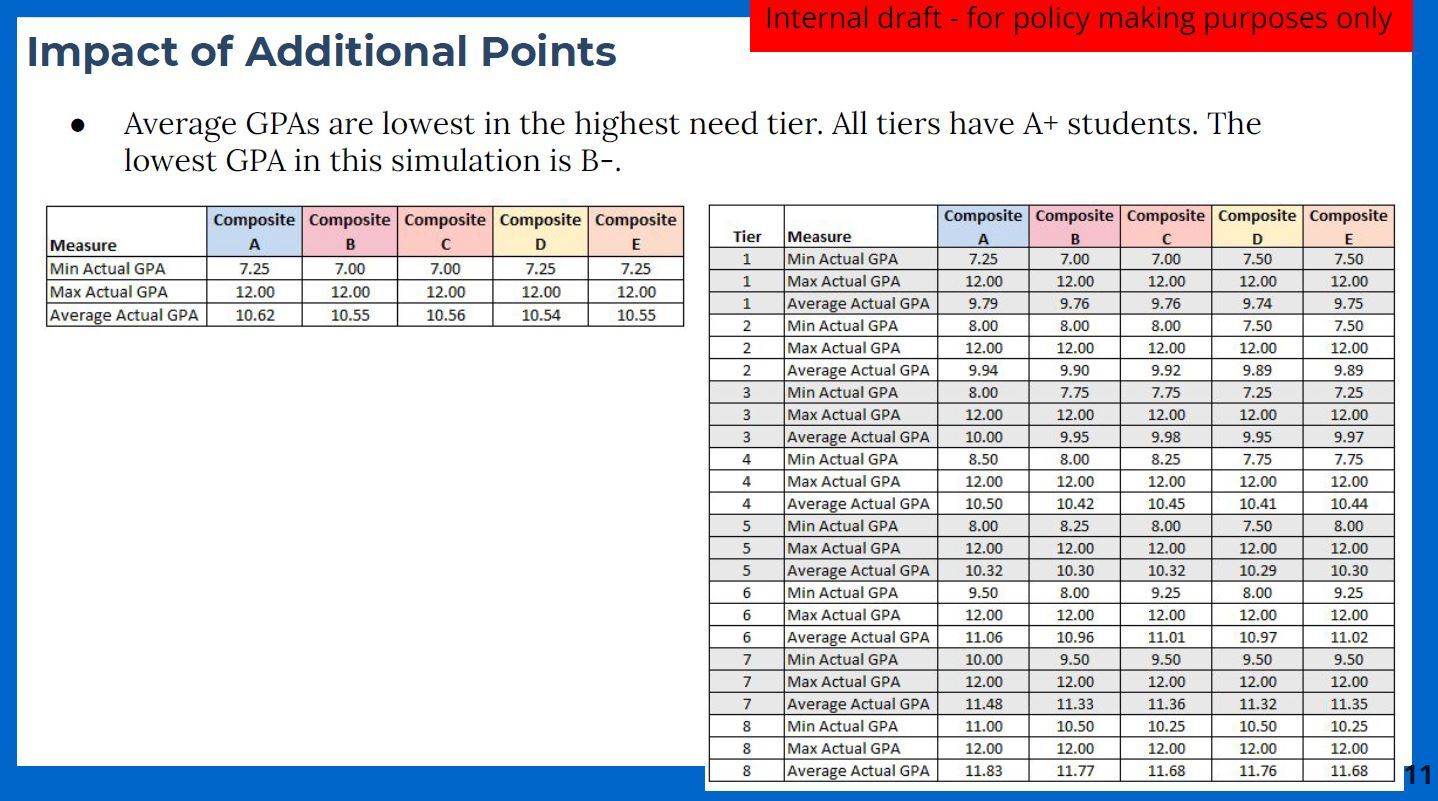 Internal draft - for policy making purposes only
Impact of Additional Points
● Average GPAs are lowest in the highest need tier. All tiers have A+ students. The
lowest GPA in this simulation is B-.
Measure Composite A Composite B Composite C Composite D Composite E
Min Actual GPA 7.25 7.00 7.00 7.25 7.25
Max Actual GPA 12.00 12.00 12.00 12.00 12.00
Average Actual GPA 10.62 10.55 10.56 10.54 10.55
Tier Measure Composite A Composite B Composite C Composite D Composite E
1 Min Actual GPA 7.25 7.00 7.00 7.50 7.50
1 Max Actual GPA 12.00 12.00 12.00 12.00 12.00
1 Average Actual GPA 9.79 9.76 9.76 9.74 9.75
2 Min Actual GPA 8.00 8.00 8.00 7.50 7.50
2 Max Actual GPA 12.00 12.00 12.00 12.00 12.00
2 Average Actual GPA 9.94 9.90 9.92 9.89 9.89
3 Min Actual GPA 8.00 7.75 7.75 7.25 7.25
3 Max Actual GPA 12.00 12.00 12.00 12.00 12.00
3 Average Actual GPA 10.00 9.95 9.98 9.95 9.97
4 Min Actual GPA 8.50 8.00 8.25 7.75 7.75
4 Max Actual GPA 12.00 12.00 12.00 12.00 12.00
4 Average Actual GPA 10.50 10.42 10.45 10.41 10.44
5 Min Actual GPA 8.00 8.25 8.00 7.50 8.00
5 Max Actual GPA 12.00 12.00 12.00 12.00 12.00
5 Average Actual GPA 10.32 10.30 10.32 10.29 10.30
6 Min Actual GPA 9.50 8.00 9.25 8.00 9.25
6 Max Actual GPA 12.00 12.00 12.00 12.00 12.00
6 Average Actual GPA 11.06 10.96 11.01 10.97 11.02
7 Min Actual GPA 10.00 9.50 9.50 9.50 9.50
7 Max Actual GPA 12.00 12.00 12.00 12.00 12.00
7 Average Actual GPA 11.48 11.33 11.36 11.32 11.35
8 Min Actual GPA 11.00 10.50 10.25 10.50 10.25
8 Max Actual GPA 12.00 12.00 12.00 12.00 12.00
8 Average Actual GPA 11.83 11.77 11.68 11.76 11.68
11